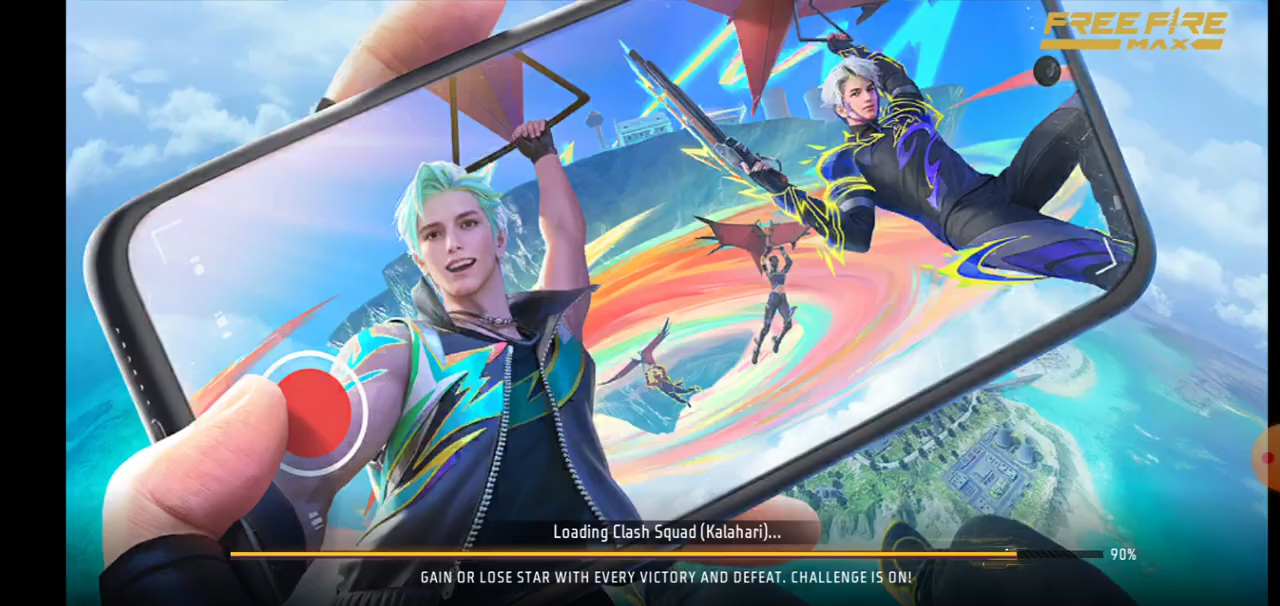 FREE FIRE
MAX
Loading Clash Squad (Kalahari)...
90%
GAIN OR LOSE STAR WITH EVERY VICTORY AND DEFEAT. CHALLENGE IS ON!